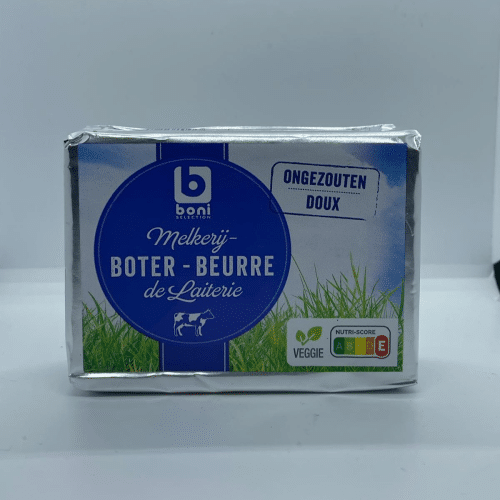 b
boni
SELECTION
Melkerij-
BOTER - BEURRE
de Laiterie
ONGEZOUTEN
DOUX
VEGGIE
NUTRI-SCORE
A E